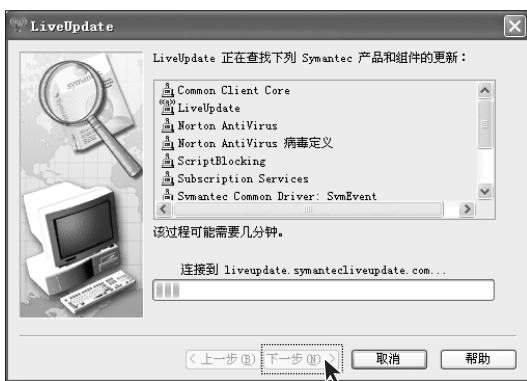 LiveUpdate
LiveUpdate 正在查找下列 Symantec 产品和组件的更新：
Common Client Core
LiveUpdate
Norton AntiVirus
Norton AntiVirus 病毒定义
ScriptBlocking
Subscription Services
Symantec Common Driver: SymEvent
该过程可能需要几分钟。
连接到 liveupdate.symantecliveupdate.com...
< 上一步(B) 下一步(N) > 取消 帮助